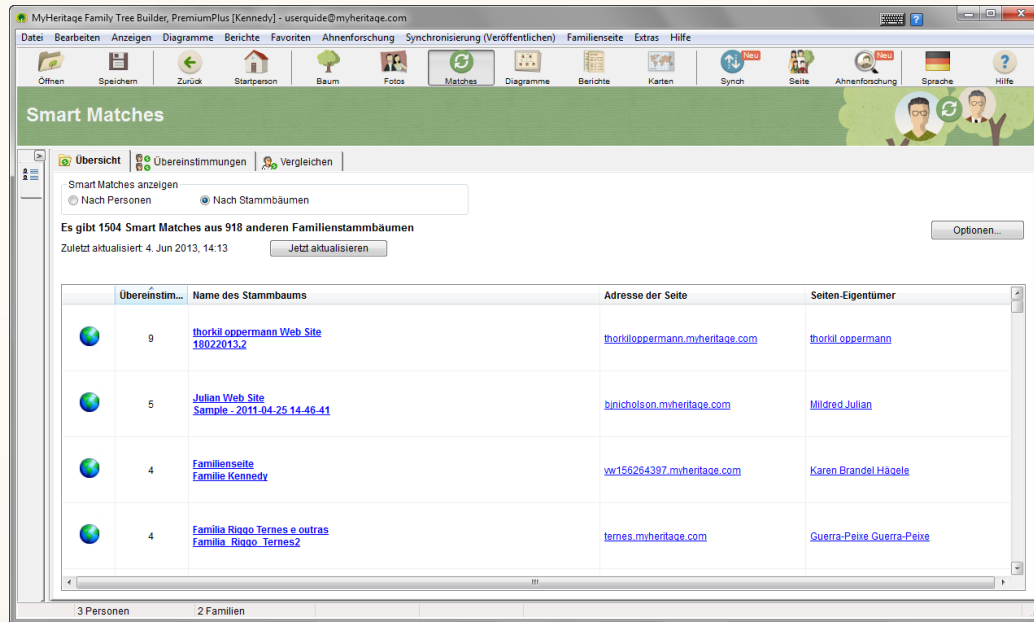 MyHeritage Family Tree Builder, PremiumPlus [Kennedy] - userguide@myheritage.com
Datei Bearbeiten Anzeigen Diagramme Berichte Favoriten Ahnenforschung Synchronisierung (Veröffentlichen) Familienseite Extras Hilfe
Neu Neu
Öffnen Speichern Zurück Startperson Baum Fotos Matches Diagramme Berichte Karten Synch Seite Ahnenforschung Sprache Hilfe
Smart Matches
Übersicht Übereinstimmungen Vergleichen
Smart Matches anzeigen
Nach Personen Nach Stammbäumen
Es gibt 1504 Smart Matches aus 918 anderen Familienstammbäumen
Optionen...
Zuletzt aktualisiert: 4. Jun 2013, 14:13 Jetzt aktualisieren
Übereinstim... Name des Stammbaums Adresse der Seite Seiten-Eigentümer
9 thorkil oppermann Web Site thorkiloppermann.myheritage.com thorkil oppermann
18022013,2
5 Julian Web Site bjnicholson.myheritage.com Mildred Julian
Sample - 2011-04-25 14-46-41
4 Familienseite vw156264397.myheritage.com Karen Brandel Hägele
Familie Kennedy
4 Família Riggo Ternes e outras ternes.myheritage.com Guerra-Peixe Guerra-Peixe
Família_Riggo_Ternes2
3 Personen 2 Familien